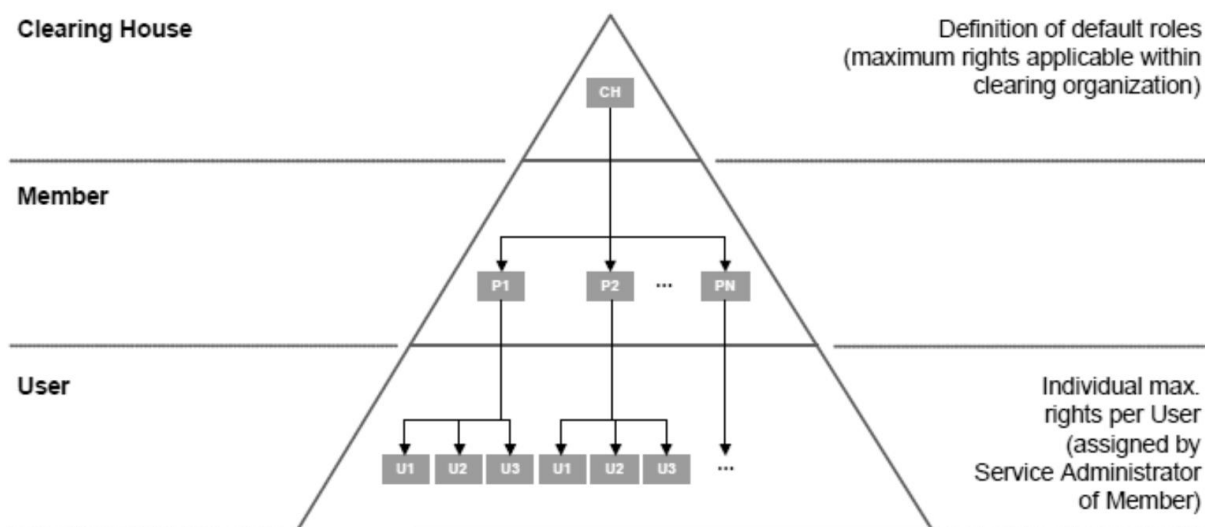 Clearing House
Definition of default roles
(maximum rights applicable within
clearing organization)
CH
Member
P1 P2 ... PN
User
Individual max.
rights per User
(assigned by
Service Administrator
of Member)
U1 U2 U3 U1 U2 U3 ...